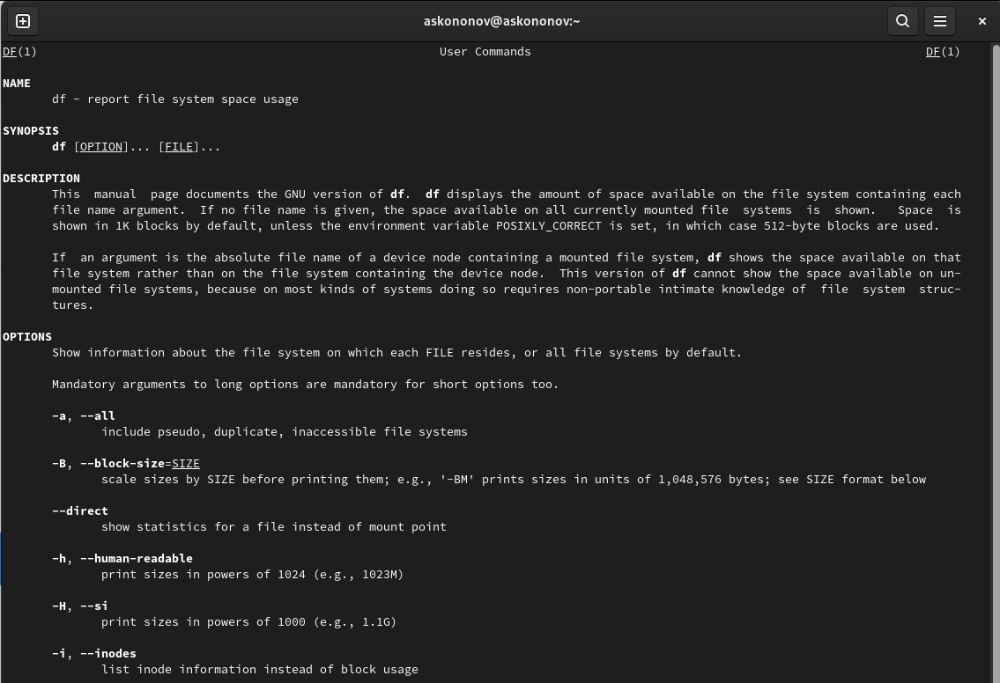 askononov@askononov:~
DF(1) User Commands DF(1)
NAME
df - report file system space usage
SYNOPSIS
df [OPTION]... [FILE]...
DESCRIPTION
This  manual  page documents the GNU version of df.  df displays the amount of space available on the file system containing each
file name argument.  If no file name is given, the space available on all currently mounted file  systems  is  shown.   Space  is
shown in 1K blocks by default, unless the environment variable POSIXLY_CORRECT is set, in which case 512-byte blocks are used.
If  an argument is the absolute file name of a device node containing a mounted file system, df shows the space available on that
file system rather than on the file system containing the device node.  This version of df cannot show the space available on un-
mounted file systems, because on most kinds of systems doing so requires non-portable intimate knowledge of  file  system  struc-
tures.
OPTIONS
Show information about the file system on which each FILE resides, or all file systems by default.
Mandatory arguments to long options are mandatory for short options too.
-a, --all
include pseudo, duplicate, inaccessible file systems
-B, --block-size=SIZE
scale sizes by SIZE before printing them; e.g., '-BM' prints sizes in units of 1,048,576 bytes; see SIZE format below
--direct
show statistics for a file instead of mount point
-h, --human-readable
print sizes in powers of 1024 (e.g., 1023M)
-H, --si
print sizes in powers of 1000 (e.g., 1.1G)
-i, --inodes
list inode information instead of block usage